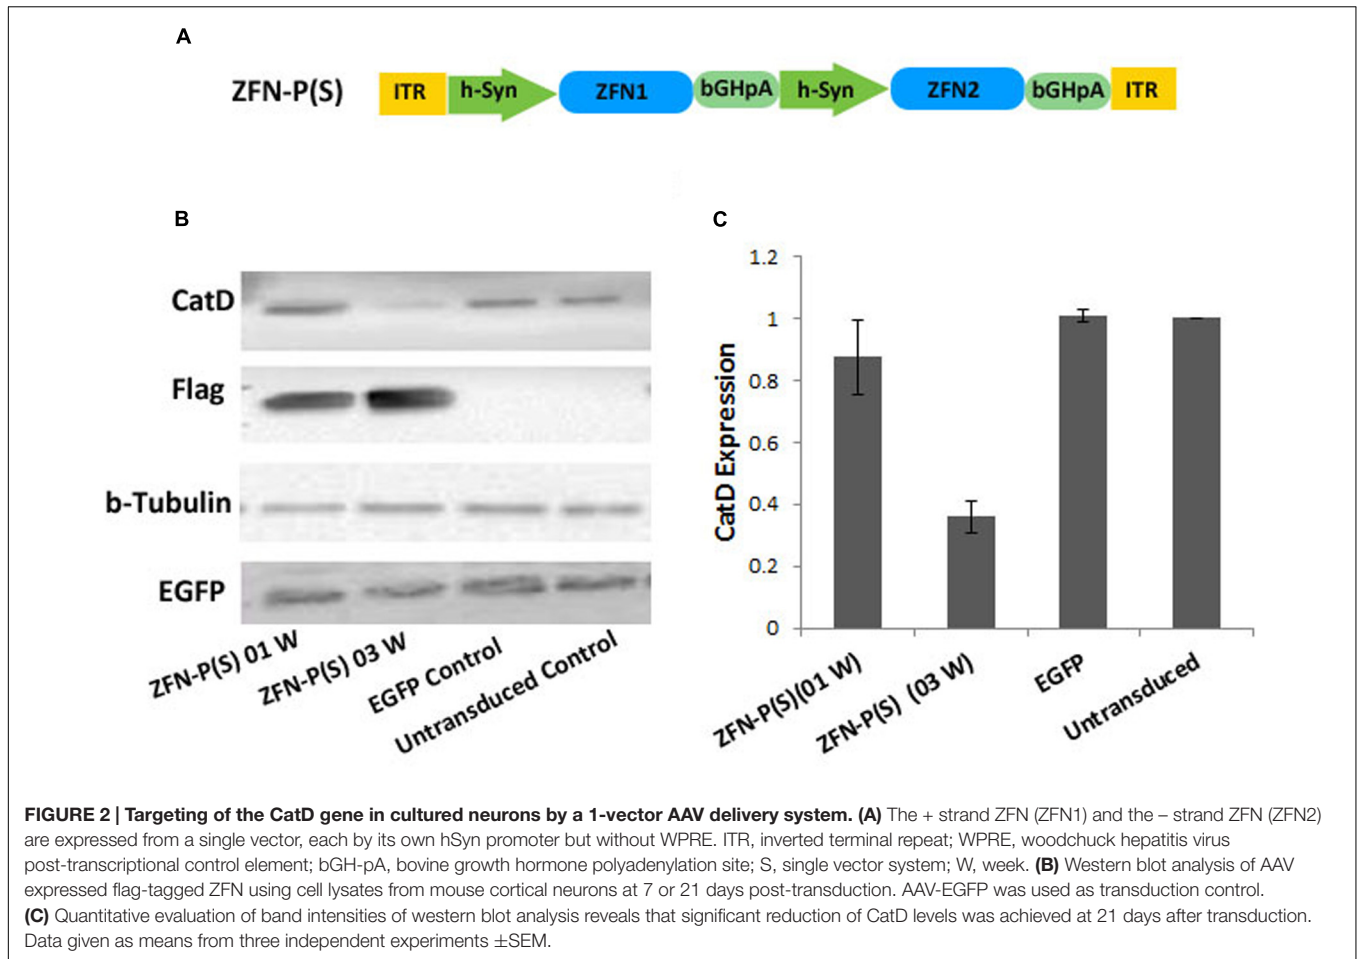 A
ZFN-P(S) ITR h-Syn ZFN1 bGHpA h-Syn ZFN2 bGHpA ITR
B
CatD
Flag
b-Tubulin
EGFP
ZFN-P(S) 01 W
ZFN-P(S) 03 W
EGFP Control
Untransduced Control
C
CatD Expression
1.2
1
0.8
0.6
0.4
0.2
0
ZFN-P(S)(01 W)
ZFN-P(S) (03 W)
EGFP
Untransduced
FIGURE 2 | Targeting of the CatD gene in cultured neurons by a 1-vector AAV delivery system. (A) The + strand ZFN (ZFN1) and the – strand ZFN (ZFN2)
are expressed from a single vector, each by its own hSyn promoter but without WPRE. ITR, inverted terminal repeat; WPRE, woodchuck hepatitis virus
post-transcriptional control element; bGH-pA, bovine growth hormone polyadenylation site; S, single vector system; W, week. (B) Western blot analysis of AAV
expressed flag-tagged ZFN using cell lysates from mouse cortical neurons at 7 or 21 days post-transduction. AAV-EGFP was used as transduction control.
(C) Quantitative evaluation of band intensities of western blot analysis reveals that significant reduction of CatD levels was achieved at 21 days after transduction.
Data given as means from three independent experiments ±SEM.